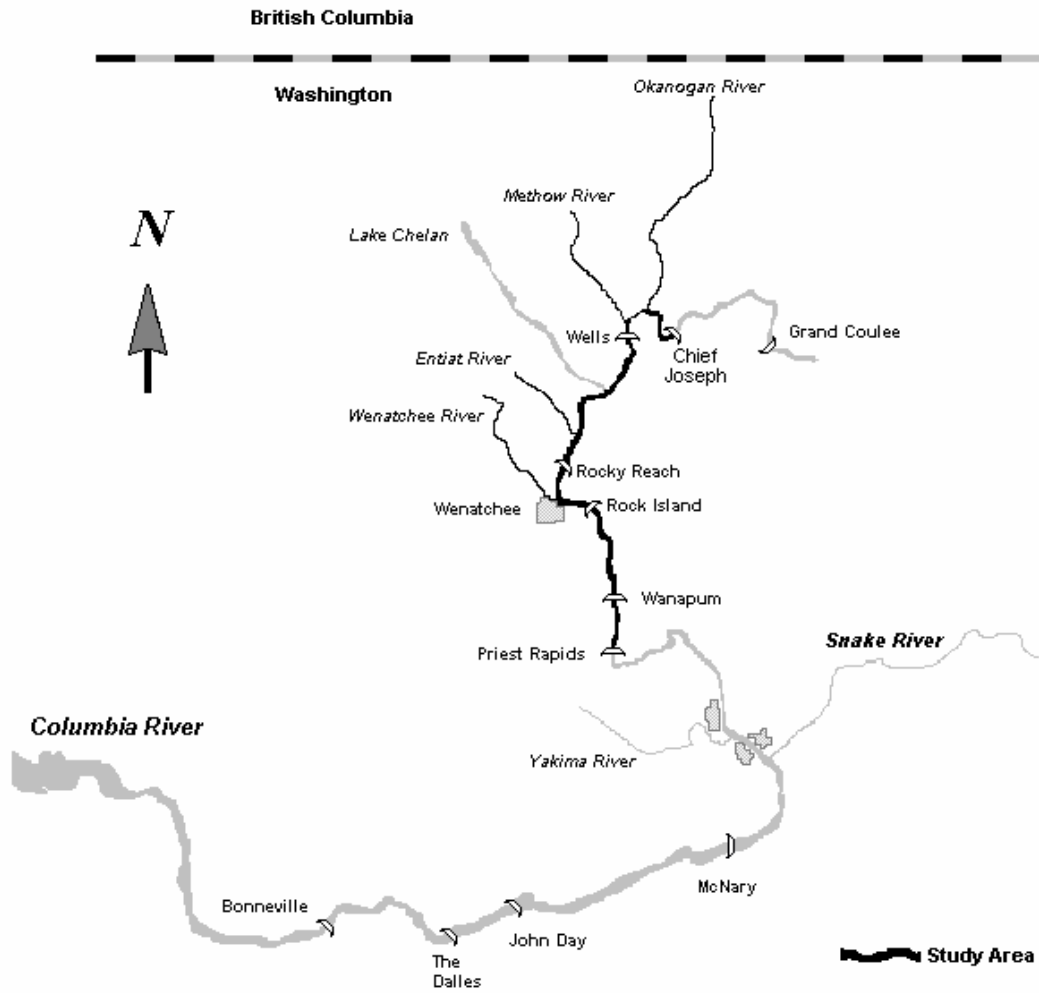 British Columbia
Washington
Okanogan River
Methow River
N
Lake Chelan
Wells
Grand Coulee
Chief
Joseph
Entiat River
Wenatchee River
Rocky Reach
Wenatchee
Rock Island
Wanapum
Priest Rapids
Snake River
Columbia River
Yakima River
McNary
Bonneville
John Day
The
Dalles
Study Area